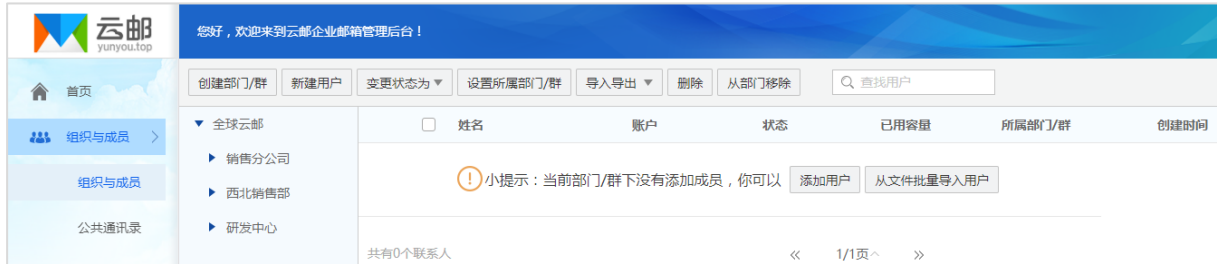 云邮
yunyou.top
您好，欢迎来到云邮企业邮箱管理后台！
首页
组织与成员
组织与成员
公共通讯录
创建部门/群 新建用户 变更状态为 设置所属部门/群 导入导出 删除 从部门移除 查找用户
全球云邮
销售分公司
西北销售部
研发中心
姓名 账户 状态 已用容量 所属部门/群 创建时间
小提示：当前部门/群下没有添加成员，你可以 添加用户 从文件批量导入用户
共有0个联系人 « 1/1页 »